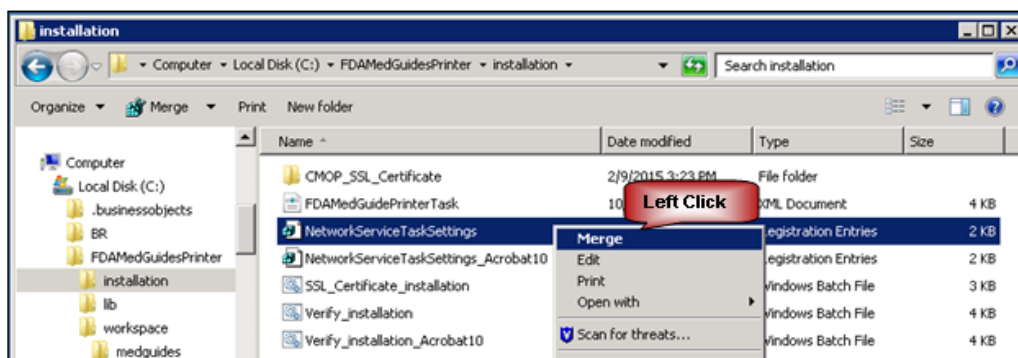 installation
Computer Local Disk (C:) FDAMedGuidesPrinter installation Search installation
Organize Merge Print New folder
Name Date modified Type Size
Computer
Local Disk (C:)
.businessobjects
BR
FDAMedGuidesPrinter
installation
lib
workspace
medguides
CMOP_SSL_Certificate 2/9/2015 3:23 PM File folder
FDAMedGuidePrinterTask 10/ XML Document 4 KB
NetworkServiceTaskSettings Registration Entries 2 KB
NetworkServiceTaskSettings_Acrobat10 Registration Entries 2 KB
SSL_Certificate_installation Windows Batch File 3 KB
Verify_installation Windows Batch File 4 KB
Verify_installation_Acrobat10 Windows Batch File 4 KB
Left Click
Merge
Edit
Print
Open with
Scan for threats...